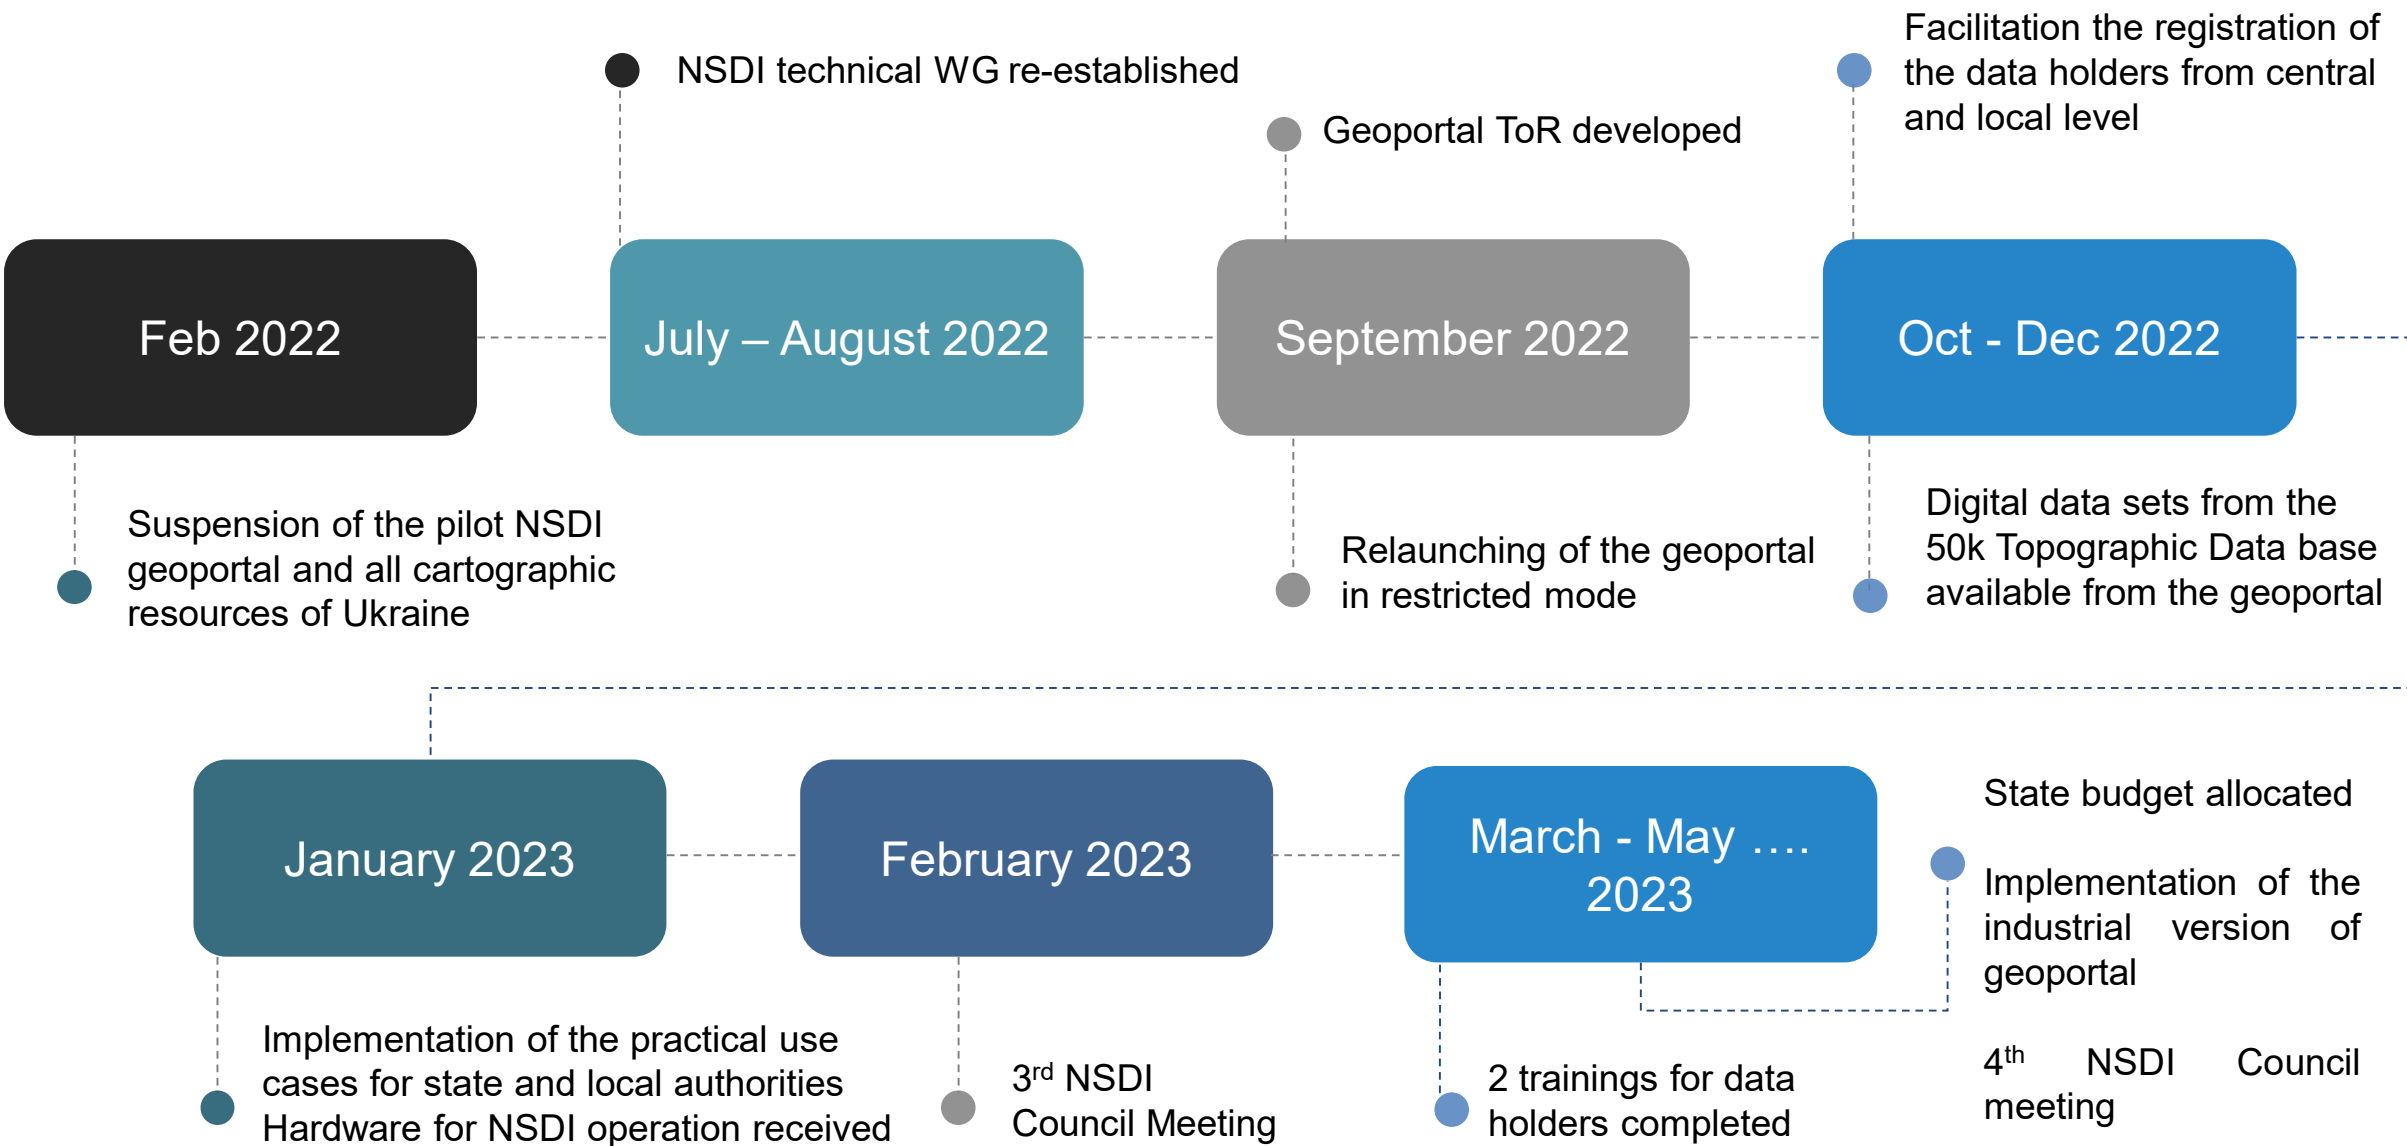 Facilitation the registration of
the data holders from central
and local level
NSDI technical WG re-established
Geoportal ToR developed
Feb 2022
July – August 2022
September 2022
Oct - Dec 2022
Suspension of the pilot NSDI
geoportal and all cartographic
resources of Ukraine
Relaunching of the geoportal
in restricted mode
Digital data sets from the
50k Topographic Data base
available from the geoportal
January 2023
February 2023
March - May ….
2023
State budget allocated
Implementation of the
industrial version of
geoportal
4th NSDI Council
meeting
Implementation of the practical use
cases for state and local authorities
Hardware for NSDI operation received
3rd NSDI
Council Meeting
2 trainings for data
holders completed